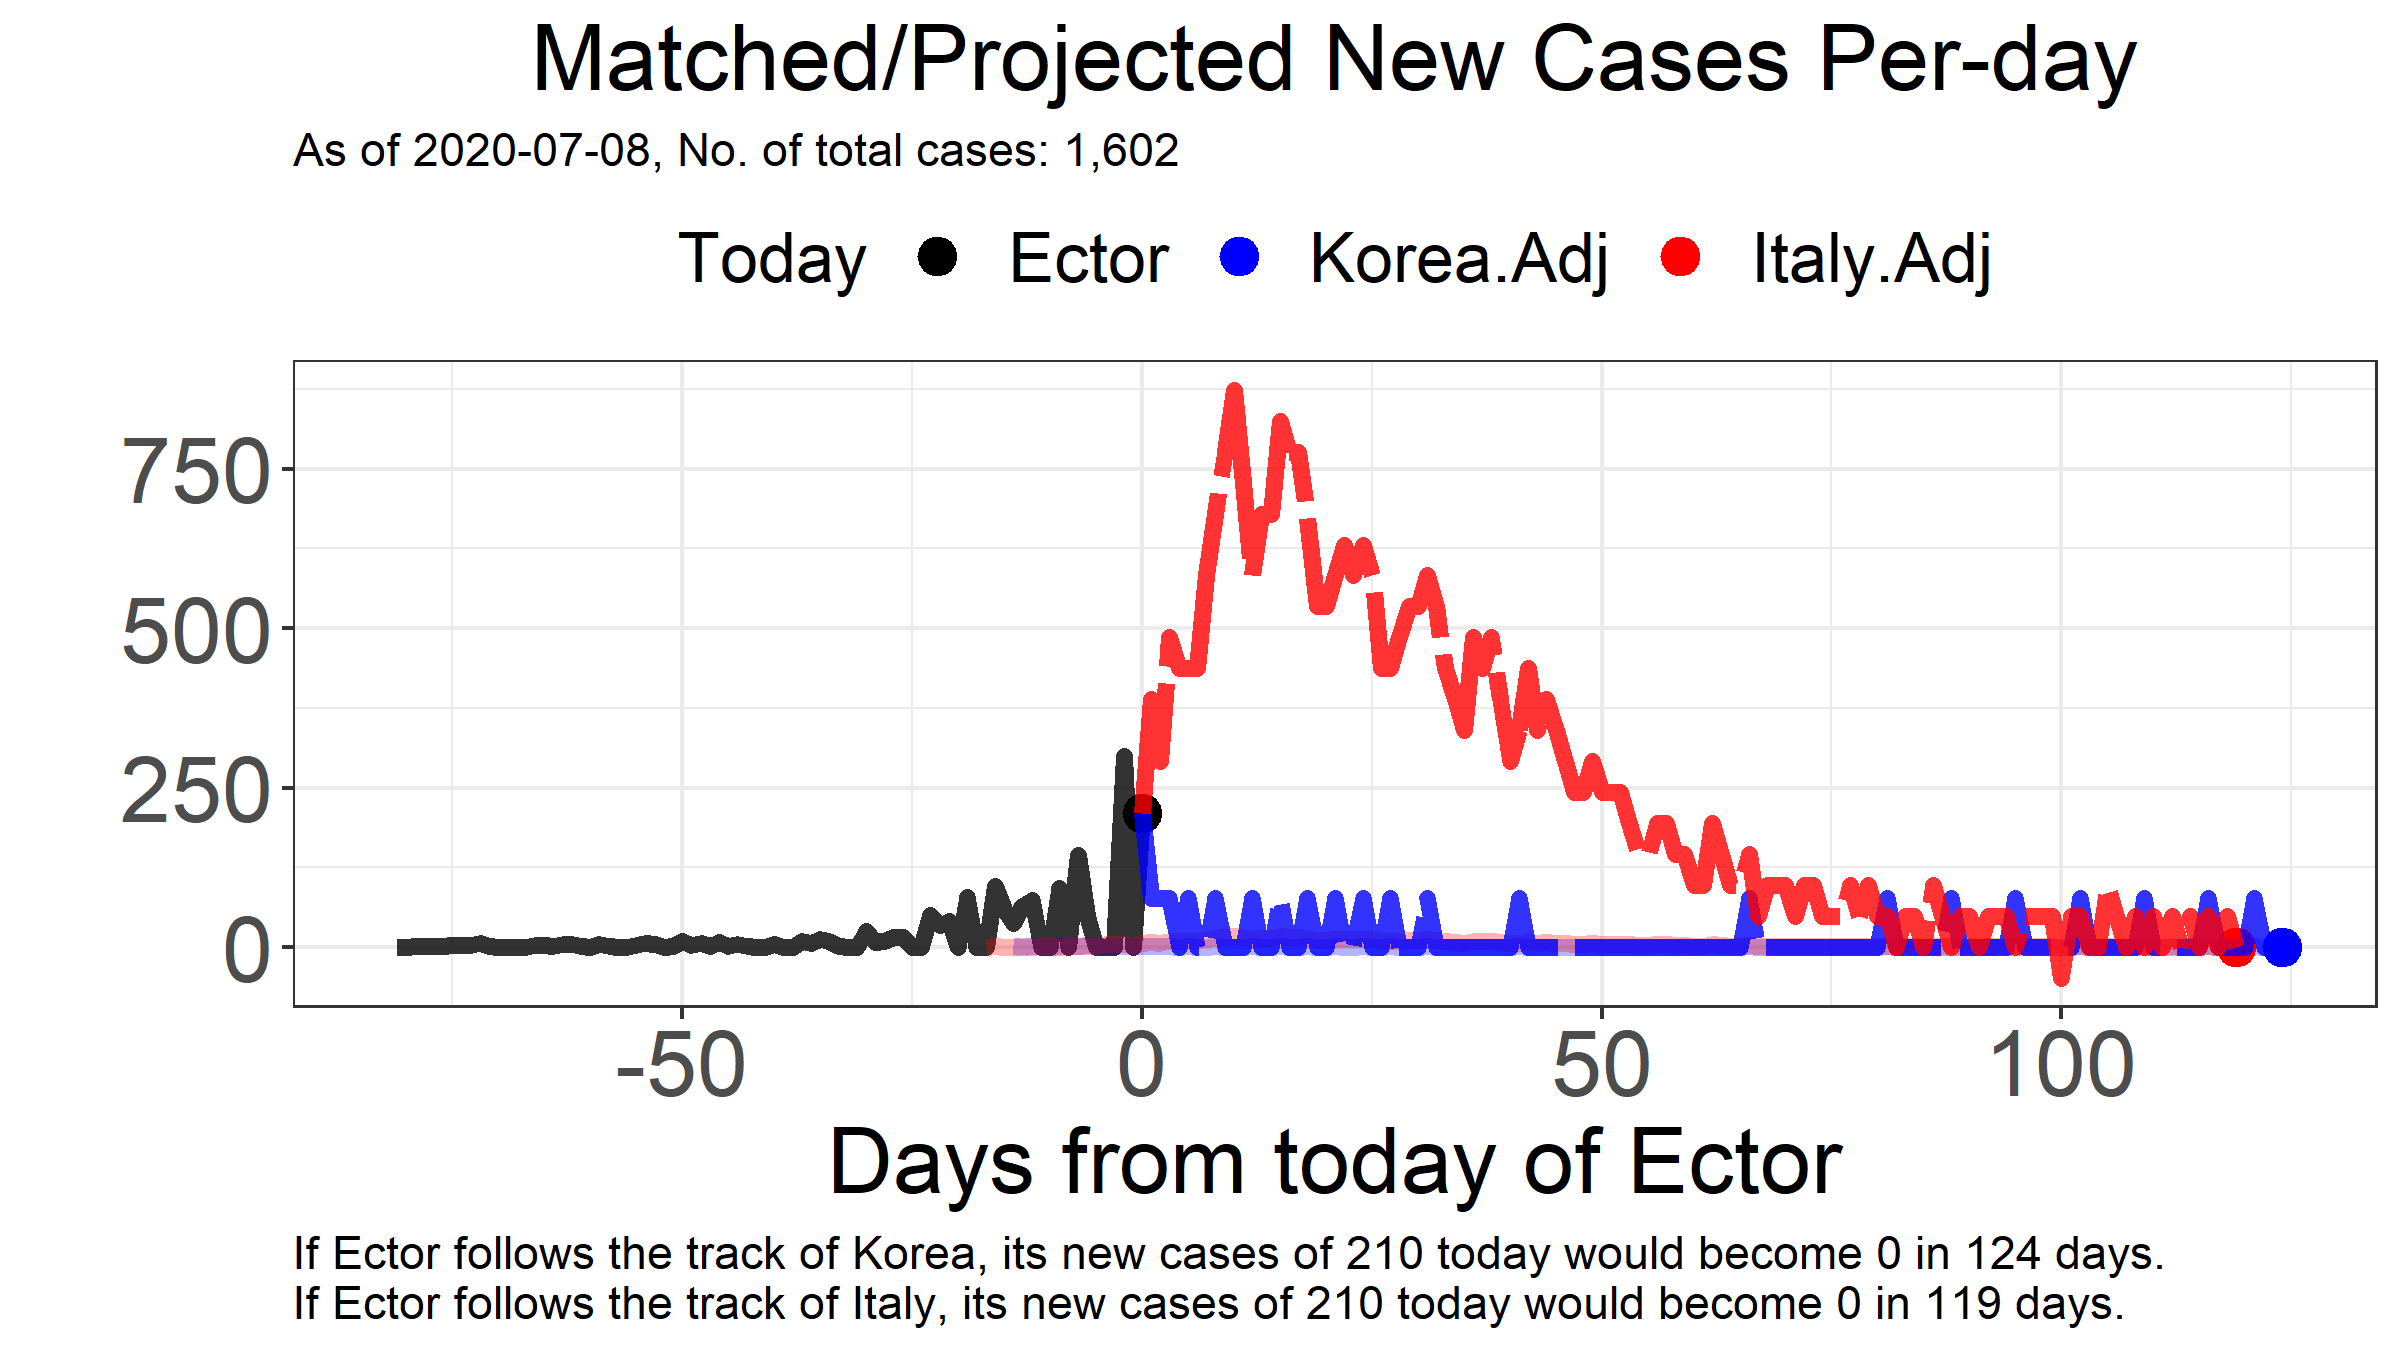 Matched/Projected New Cases Per-day
As of 2020-07-08, No. of total cases: 1,602
Today Ector Korea.Adj Italy.Adj
750
500
250
0
-50 0 50 100
Days from today of Ector
If Ector follows the track of Korea, its new cases of 210 today would become 0 in 124 days.
If Ector follows the track of Italy, its new cases of 210 today would become 0 in 119 days.